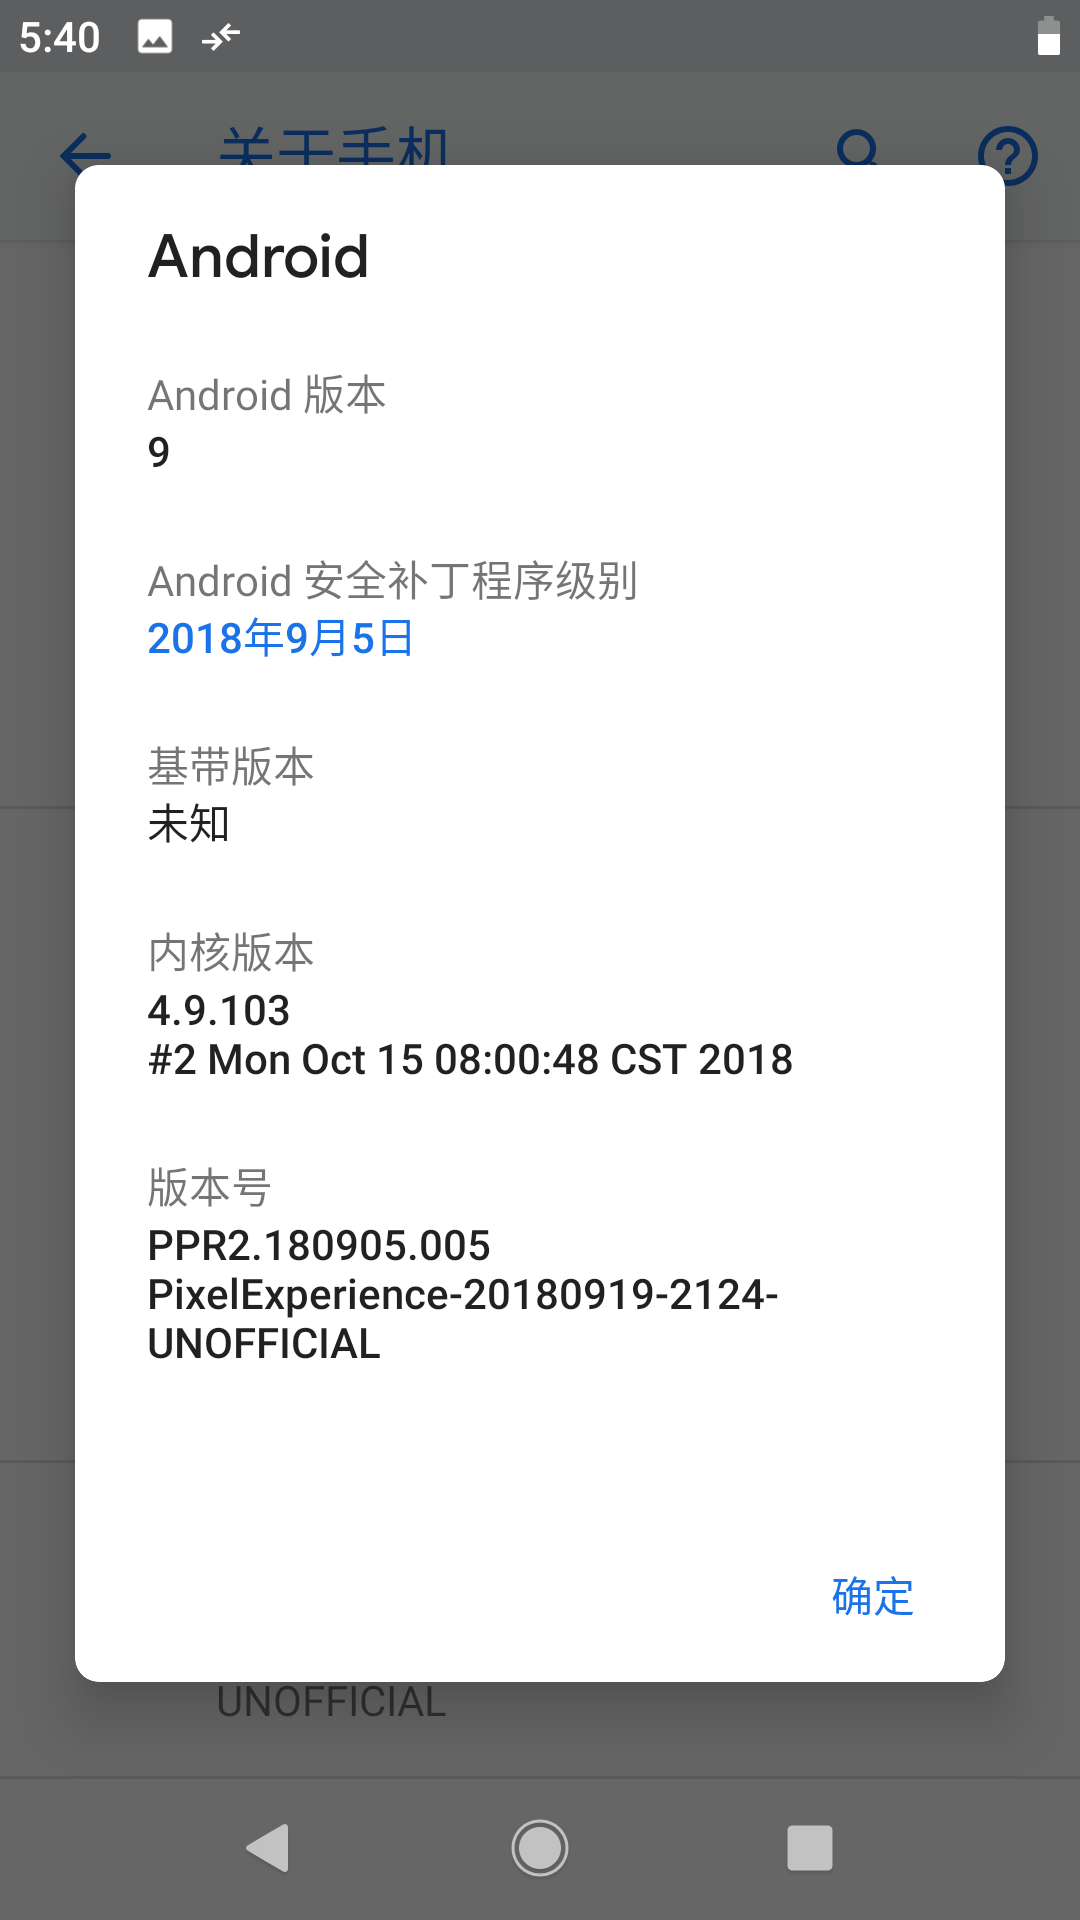 5:40
关于手机
Android
Android 版本
9
Android 安全补丁程序级别
2018年9月5日
基带版本
未知
内核版本
4.9.103
#2 Mon Oct 15 08:00:48 CST 2018
版本号
PPR2.180905.005
PixelExperience-20180919-2124-
UNOFFICIAL
确定
UNOFFICIAL